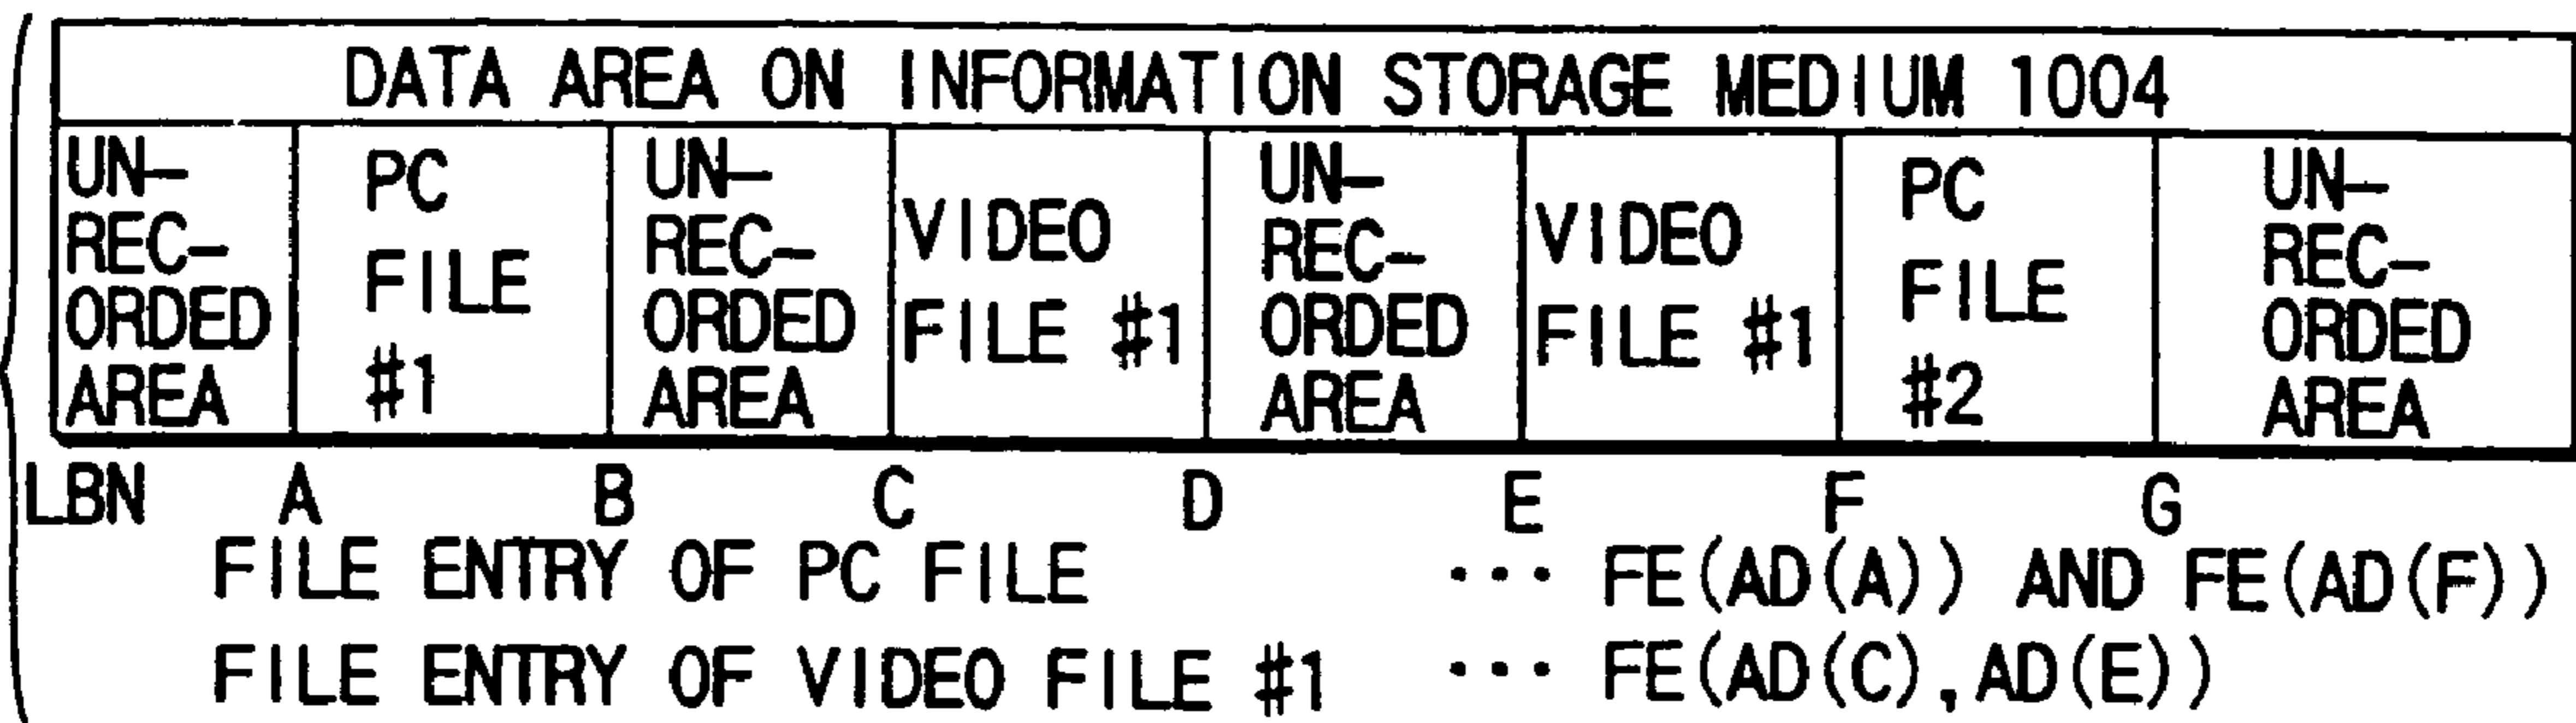 DATA AREA ON INFORMATION STORAGE MEDIUM 1004
UN-
REC-
ORDED
AREA
PC
FILE
#1
UN-
REC-
ORDED
AREA
VIDEO
FILE #1
UN-
REC-
ORDED
AREA
VIDEO
FILE #1
PC
FILE
#2
UN-
REC-
ORDED
AREA
LBN A B C D E F G
FILE ENTRY OF PC FILE ··· FE(AD(A)) AND FE(AD(F))
FILE ENTRY OF VIDEO FILE #1 ··· FE(AD(C),AD(E))